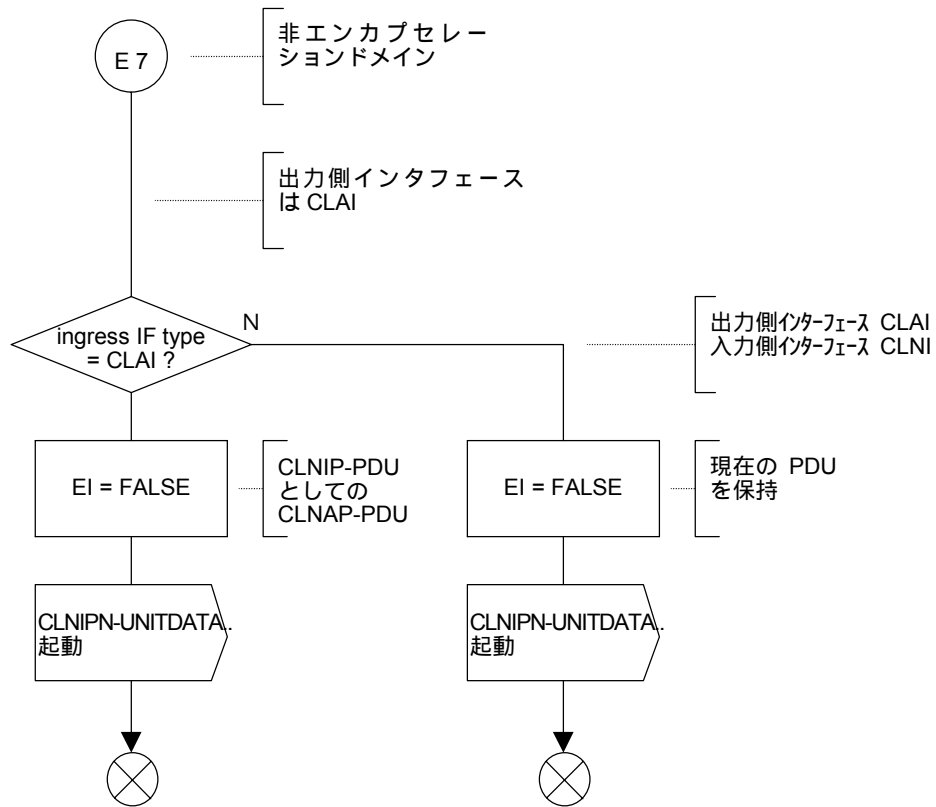 E 7
非エンカプセレー
ションドメイン
出力側インタフェース
は CLAI
ingress IF type
= CLAI ?
N
出力側インターフェース CLAI
入力側インターフェース CLNI
EI = FALSE
CLNIP-PDU
としての
CLNAP-PDU
EI = FALSE
現在の PDU
を保持
CLNIPN-UNITDATA..
起動
CLNIPN-UNITDATA..
起動